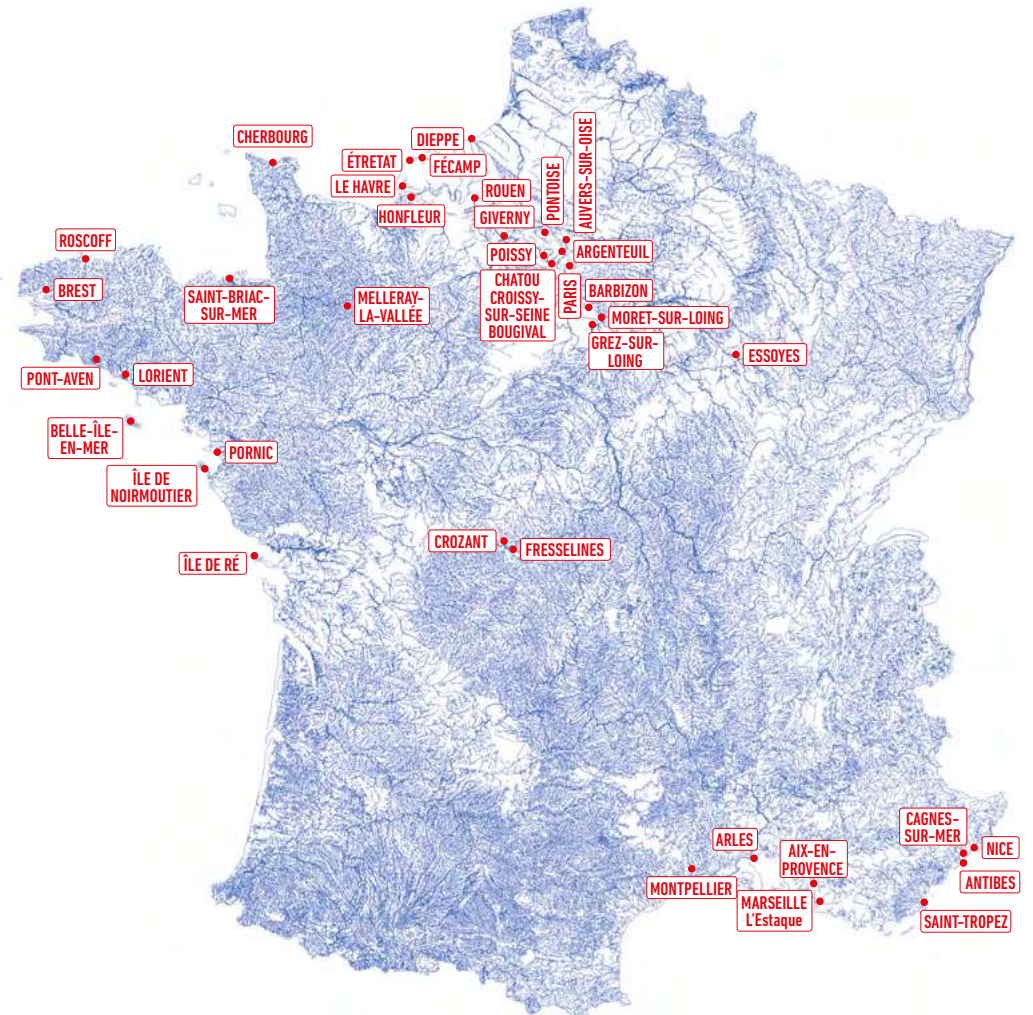 CHERBOURG
DIEPPE
ÉTRETAT
FÉCAMP
LE HAVRE
HONFLEUR
ROUEN
GIVERNY
PONTOISE
AUVERS-SUR-OISE
POISSY
ARGENTEUIL
CHATOU
CROISSY-
SUR-SEINE
BOUGIVAL
PARIS
BARBIZON
MORET-SUR-LOING
GREZ-SUR-
LOING
ESSOYES
ROSCOFF
BREST
SAINT-BRIAC-
SUR-MER
MELLERAY-
LA-VALLÉE
PONT-AVEN
LORIENT
BELLE-ÎLE-
EN-MER
PORNIC
ÎLE DE
NOIRMOUTIER
ÎLE DE RÉ
CROZANT
FRESSELINES
ARLES
MONTPELLIER
AIX-EN-
PROVENCE
MARSEILLE
L'Estaque
CAGNES-
SUR-MER
NICE
ANTIBES
SAINT-TROPEZ